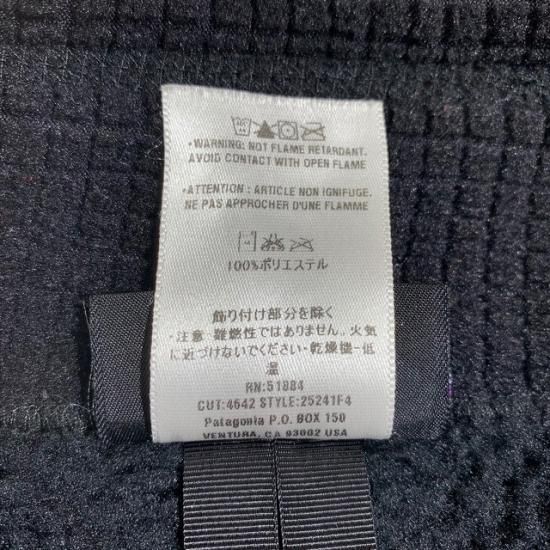 •WARNING: NOT FLAME RETARDANT.
AVOID CONTACT WITH OPEN FLAME
•ATTENTION : ARTICLE NON IGNIFUGE.
NE PAS APPROCHER D'UNE FLAMME
100%ポリエステル
飾り付け部分を除く
・注意 難燃性ではありません。火気
に近づけないでください・乾燥機-低
温
RN:51884
CUT:4642 STYLE:25241F4
Patagonia P.O. BOX 150
VENTURA, CA 93002 USA